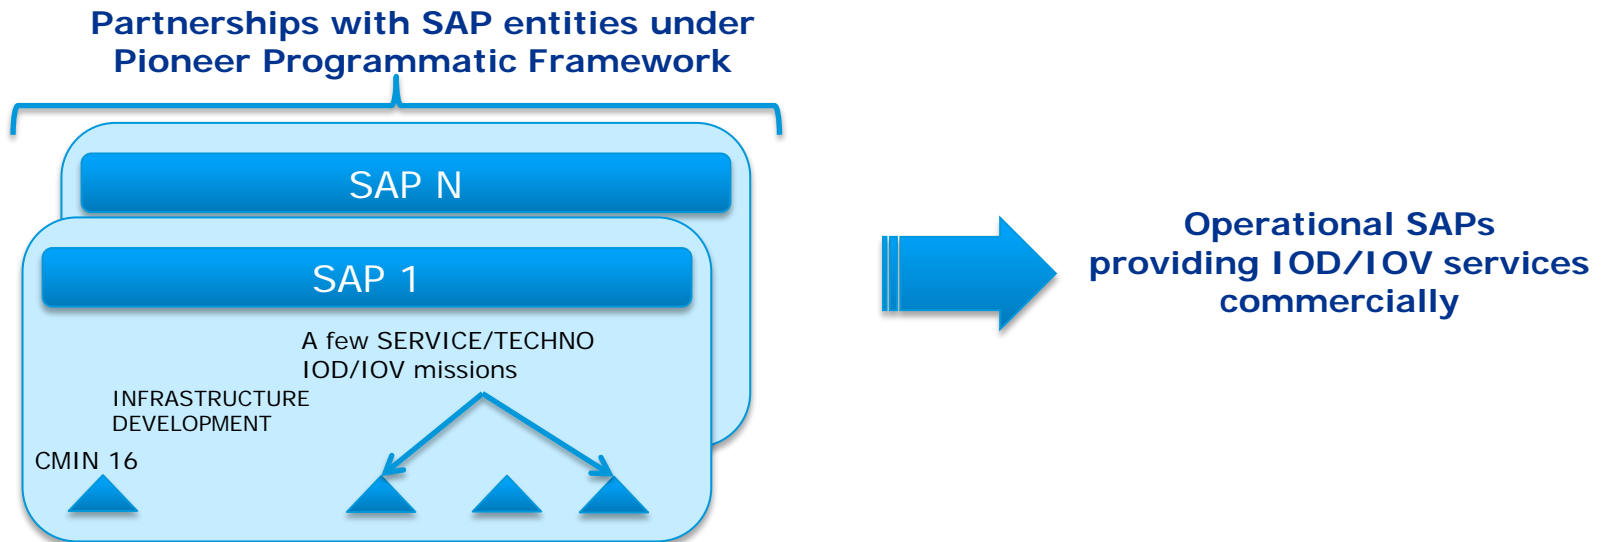 Partnerships with SAP entities under
Pioneer Programmatic Framework
SAP N
SAP 1
A few SERVICE/TECHNO
IOD/IOV missions
INFRASTRUCTURE
DEVELOPMENT
CMIN 16
Operational SAPs
providing IOD/IOV services
commercially